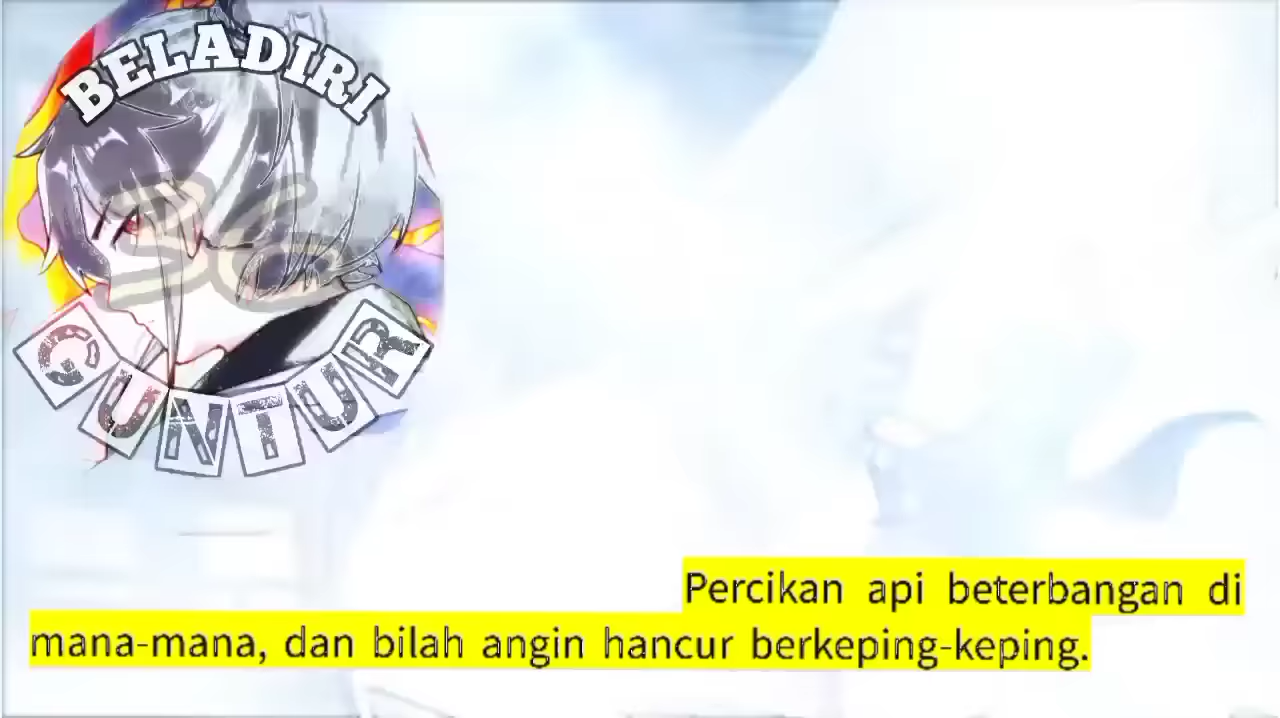 BELADIRI
GUNTUR
Percikan api beterbangan di
mana-mana, dan bilah angin hancur berkeping-keping.